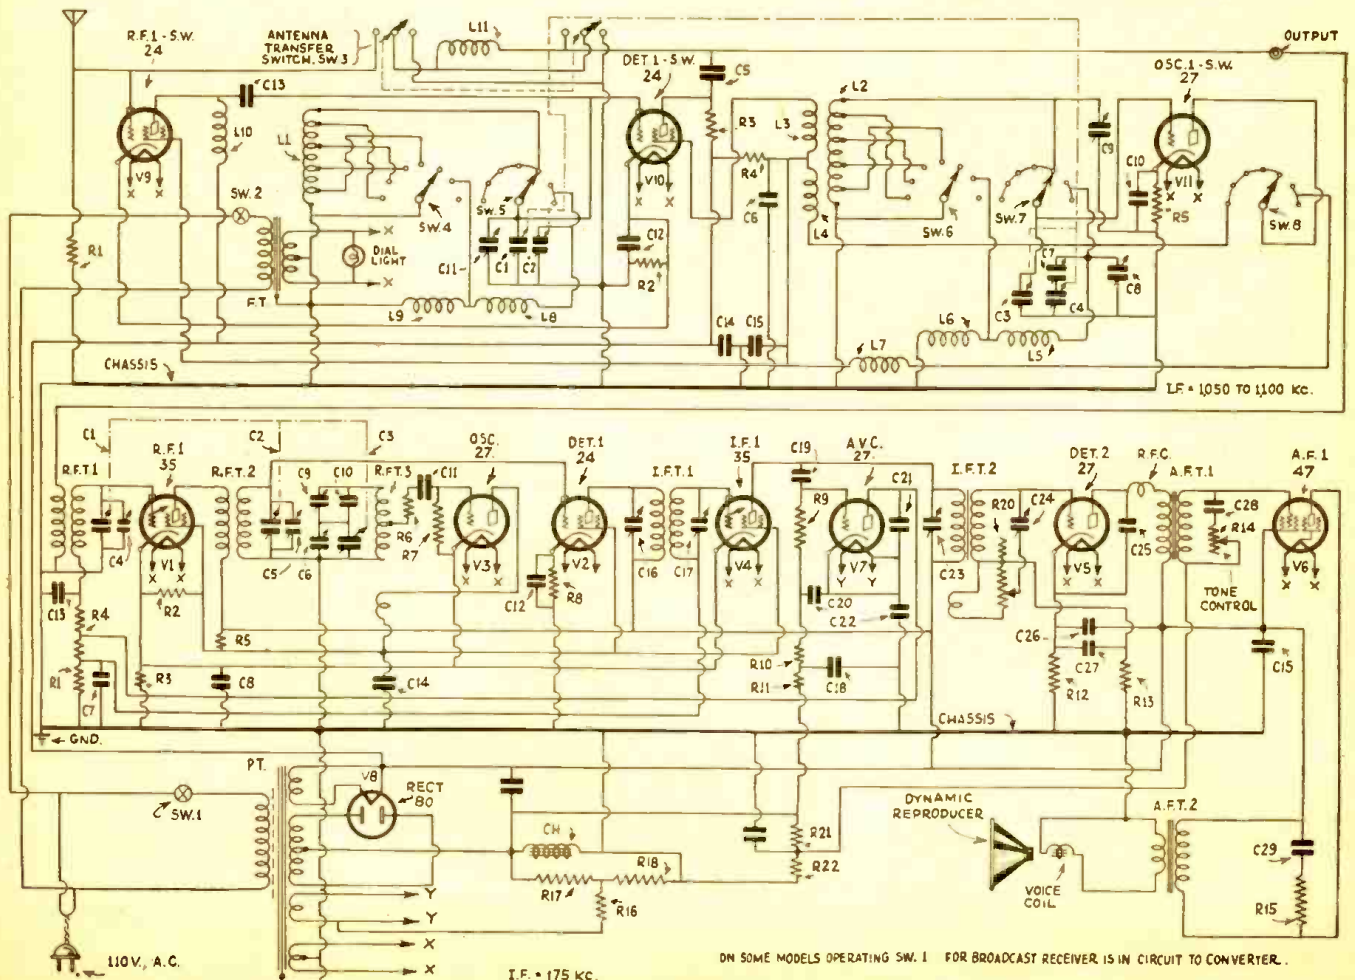 R.F.1 - S.W.
24
ANTENNA
TRANSFER
SWITCH. SW.3
L11
DET.1 - S.W.
24
C5
L2
OSC.1 - S.W.
27
OUTPUT
C13
L10
L1
V9
X X
SW.2
SW.4
SW.5
V10
X X
R3
R4
C6
L3
L4
SW.6
SW.7
C9
C10
V11
X X
R5
SW.8
R1
DIAL
LIGHT
X
X
F.T.
C11
C1
C2
C12
R2
L9
L8
C14
C15
C3
C7
C4
C8
L6
L5
L7
CHASSIS
I.F. = 1,050 TO 1,100 KC.
C1
R.F.T.1
R.F.1
35
C2
R.F.T.2
C9
C10
C3
R.F.T.3
C11
OSC.
27
DET.1
24
I.F.T.1
I.F.1
35
C19
A.V.C.
27
C21
I.F.T.2
DET.2
27
R.F.C.
A.F.T.1
A.F.1
47
C4
V1
X X
R2
C5
C6
R6
R7
V3
X X
V2
X X
C12
R8
C16
C17
V4
X X
R9
V7
Y Y
C20
C22
C23
R20
C24
V5
X X
C25
C28
R14
TONE
CONTROL
V6
X X
C13
R4
R1
C7
R3
R5
C8
C14
R10
R11
C18
C26
C27
R12
R13
C15
CHASSIS
GND.
P.T.
V8
RECT
80
SW.1
CH
R17
R18
R16
R21
R22
DYNAMIC
REPRODUCER
VOICE
COIL
A.F.T.2
C29
R15
Y
Y
X
X
110V., A.C.
I.F. = 175 KC.
ON SOME MODELS OPERATING SW. 1 FOR BROADCAST RECEIVER IS IN CIRCUIT TO CONVERTER.